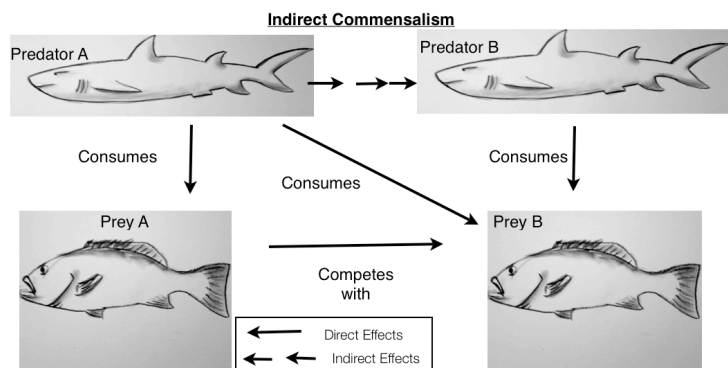 Indirect Commensalism
Predator A
Predator B
Consumes
Consumes
Consumes
Prey A
Prey B
Competes
with
Direct Effects
Indirect Effects